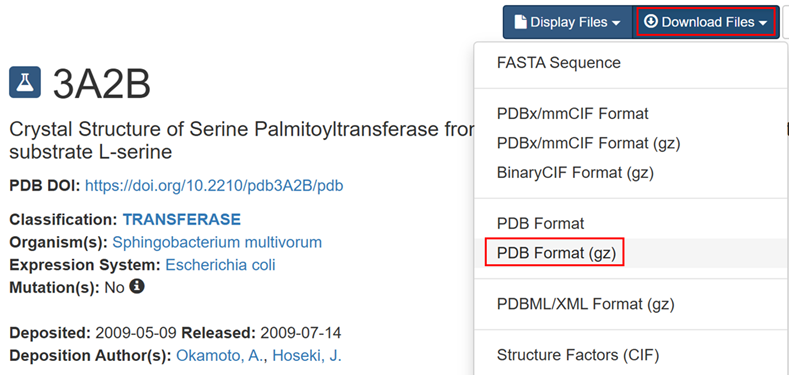 Display Files
Download Files
3A2B
Crystal Structure of Serine Palmitoyltransferase
substrate L-serine
PDB DOI: https://doi.org/10.2210/pdb3A2B/pdb
Classification: TRANSFERASE
Organism(s): Sphingobacterium multivorum
Expression System: Escherichia coli
Mutation(s): No
Deposited: 2009-05-09 Released: 2009-07-14
Deposition Author(s): Okamoto, A., Hoseki, J.
FASTA Sequence
PDBx/mmCIF Format
PDBx/mmCIF Format (gz)
BinaryCIF Format (gz)
PDB Format
PDB Format (gz)
PDBML/XML Format (gz)
Structure Factors (CIF)